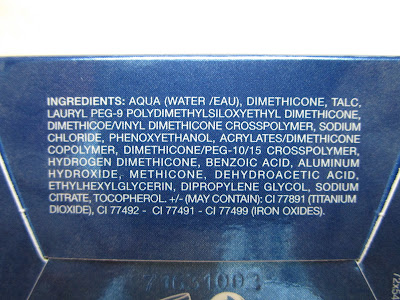 INGREDIENTS: AQUA (WATER /EAU), DIMETHICONE, TALC,
LAURYL PEG-9 POLYDIMETHYLSILOXYETHYL DIMETHICONE,
DIMETHICOE/VINYL DIMETHICONE CROSSPOLYMER, SODIUM
CHLORIDE, PHENOXYETHANOL, ACRYLATES/DIMETHICONE
COPOLYMER, DIMETHICONE/PEG-10/15 CROSSPOLYMER,
HYDROGEN DIMETHICONE, BENZOIC ACID, ALUMINUM
HYDROXIDE, METHICONE, DEHYDROACETIC ACID,
ETHYLHEXYLGLYCERIN, DIPROPYLENE GLYCOL, SODIUM
CITRATE, TOCOPHEROL. +/- (MAY CONTAIN): CI 77891 (TITANIUM
DIOXIDE), CI 77492 - CI 77491 - CI 77499 (IRON OXIDES).